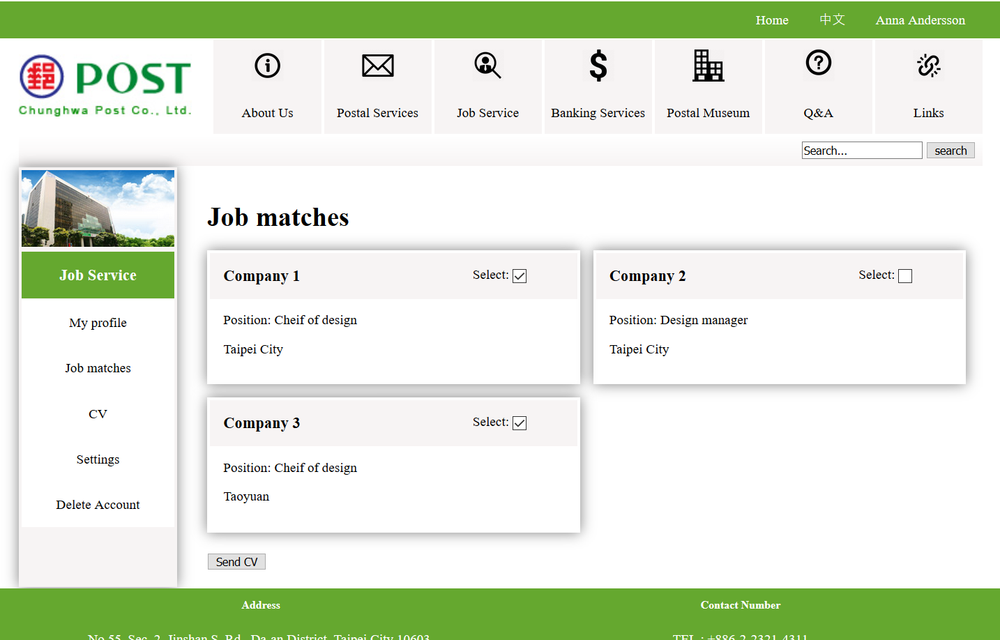 Home 中文 Anna Andersson
郵 POST
Chunghwa Post Co., Ltd.
About Us Postal Services Job Service Banking Services Postal Museum Q&A Links
Search... search
Job matches
Job Service
My profile
Job matches
CV
Settings
Delete Account
Company 1 Select:
Position: Cheif of design
Taipei City
Company 2 Select:
Position: Design manager
Taipei City
Company 3 Select:
Position: Cheif of design
Taoyuan
Send CV
Address Contact Number
No.55, Sec. 2, Jinshan S. Rd., Da-an District, Taipei City 10603 TEL : +886-2-2321-4311